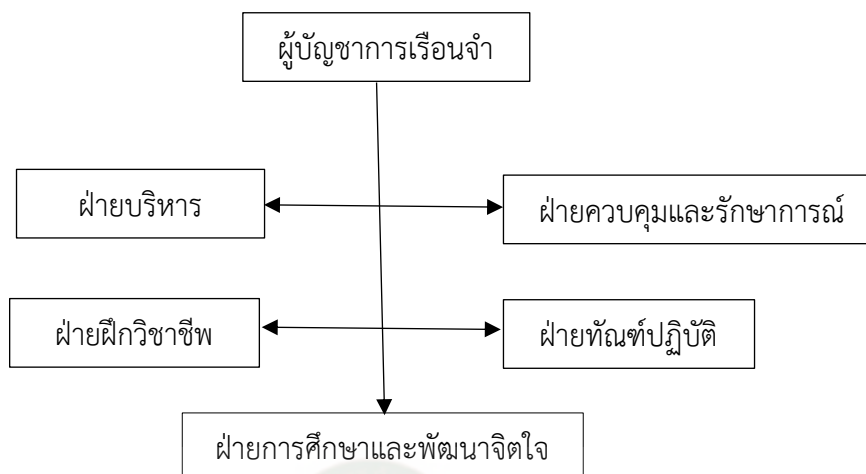 ผู้บัญชาการเรือนจำ
ฝ่ายบริหาร
ฝ่ายควบคุมและรักษาการณ์
ฝ่ายฝึกวิชาชีพ
ฝ่ายทัณฑ์ปฏิบัติ
ฝ่ายการศึกษาและพัฒนาจิตใจ